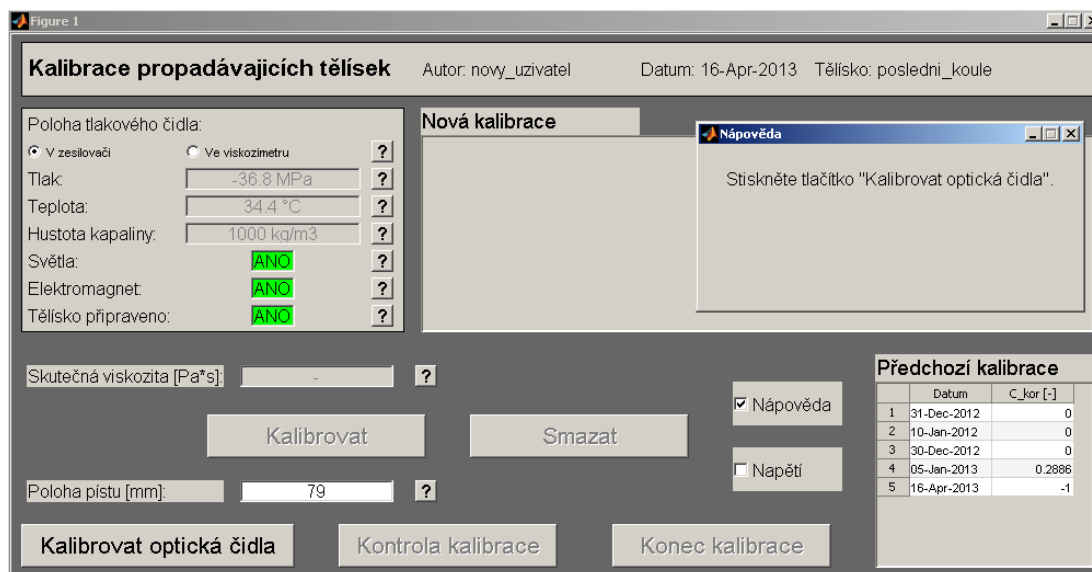 Figure 1
Kalibrace propadávajicích tělísek
Autor: novy_uzivatel
Datum: 16-Apr-2013
Tělísko: posledni_koule
Poloha tlakového čidla:
V zesilovači
Ve viskozimetru
?
Tlak:
-36.8 MPa
?
Teplota:
34.4 °C
?
Hustota kapaliny:
1000 kg/m3
?
Světla:
ANO
?
Elektromagnet:
ANO
?
Tělísko připraveno:
ANO
?
Nová kalibrace
Nápověda
Stiskněte tlačítko "Kalibrovat optická čidla".
Skutečná viskozita [Pa*s]:
-
?
Kalibrovat
Smazat
Nápověda
Napětí
Poloha pístu [mm]:
79
?
Kalibrovat optická čidla
Kontrola kalibrace
Konec kalibrace
Předchozí kalibrace
Datum C_kor [-]
1 31-Dec-2012 0
2 10-Jan-2012 0
3 30-Dec-2012 0
4 05-Jan-2013 0.2886
5 16-Apr-2013 -1